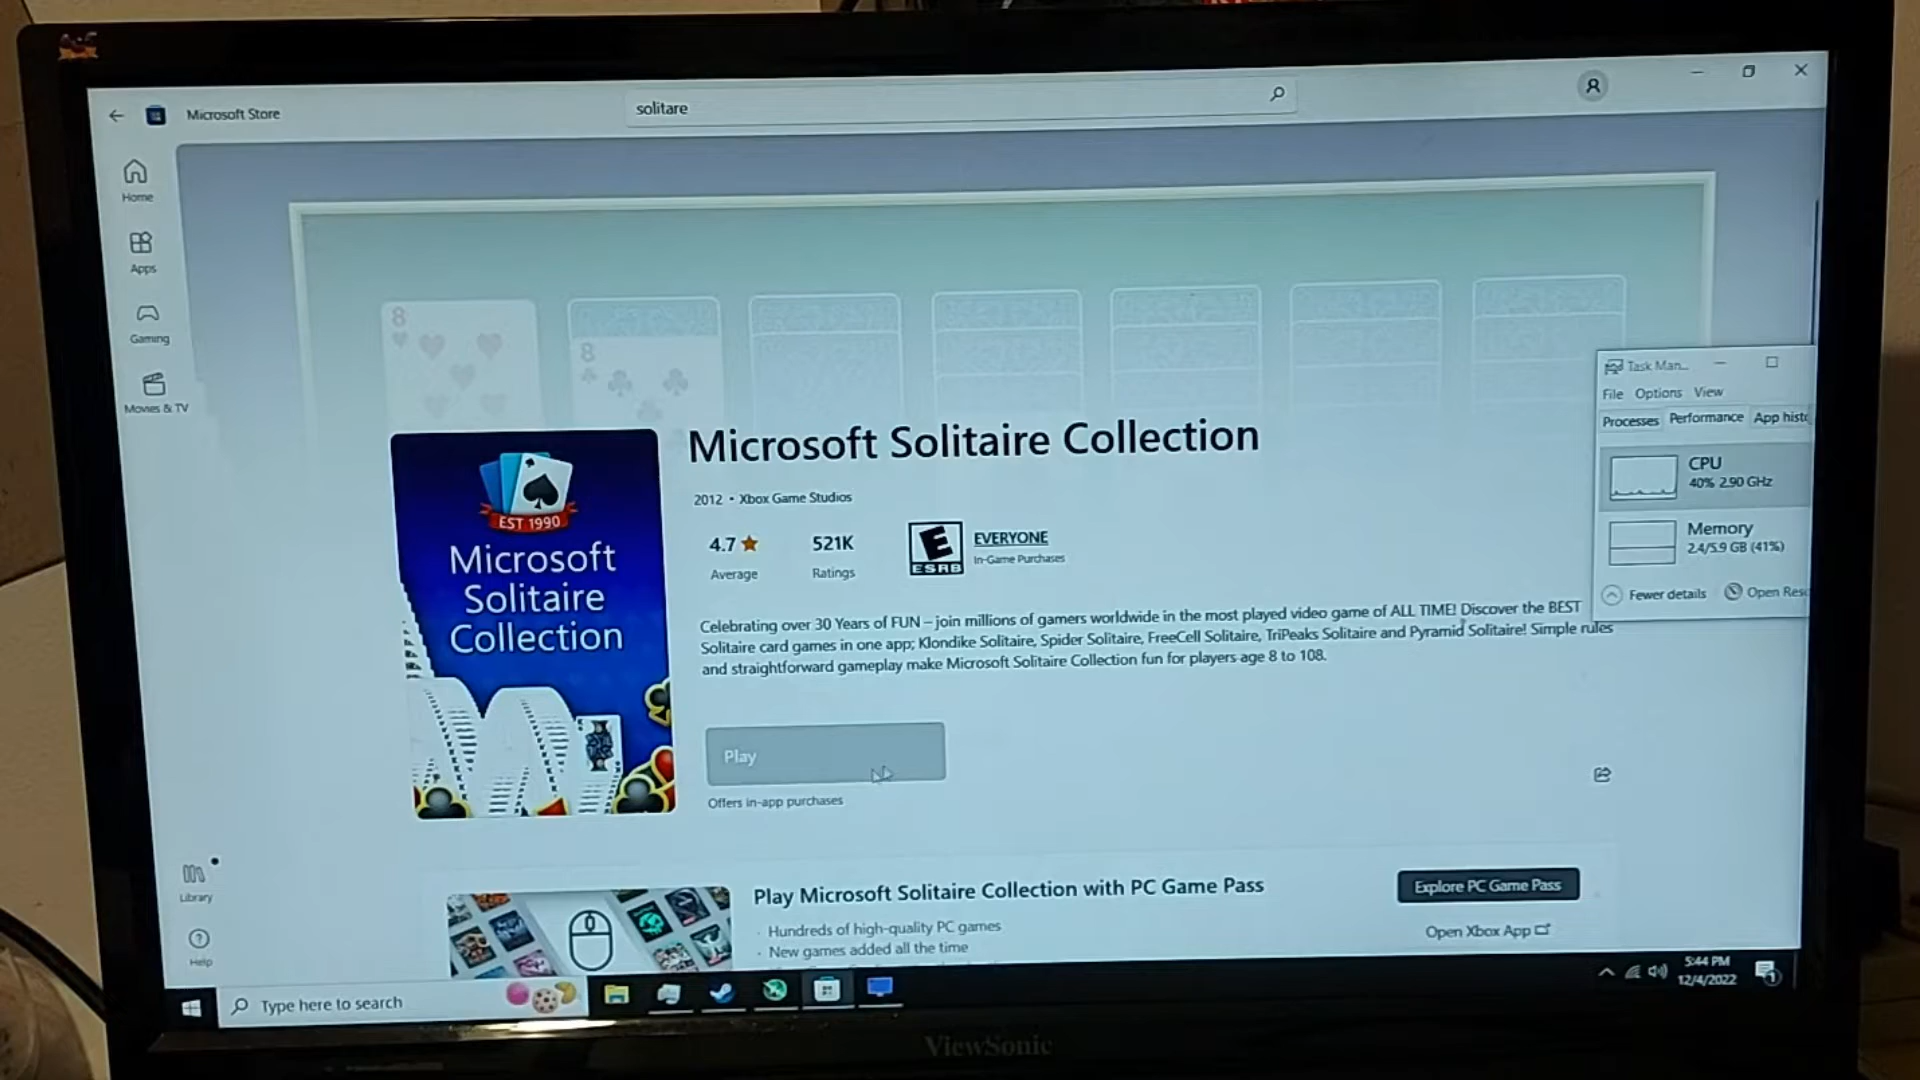 Microsoft Store
solitare
Home
Apps
Gaming
Movies & TV
8
8
Task Man...
File Options View
Processes Performance App histo
CPU
40% 2.90 GHz
Memory
2.4/5.9 GB (41%)
Fewer details Open Reso
EST 1990
Microsoft
Solitaire
Collection
Microsoft Solitaire Collection
2012 • Xbox Game Studios
4.7
Average
521K
Ratings
E
ESRB
EVERYONE
In-Game Purchases
Celebrating over 30 Years of FUN – join millions of gamers worldwide in the most played video game of ALL TIME! Discover the BEST
Solitaire card games in one app; Klondike Solitaire, Spider Solitaire, FreeCell Solitaire, TriPeaks Solitaire and Pyramid Solitaire! Simple rules
and straightforward gameplay make Microsoft Solitaire Collection fun for players age 8 to 108.
Play
Offers in-app purchases
Library
Help
Play Microsoft Solitaire Collection with PC Game Pass
· Hundreds of high-quality PC games
· New games added all the time
Explore PC Game Pass
Open Xbox App
Type here to search
5:44 PM
12/4/2022
1
ViewSonic